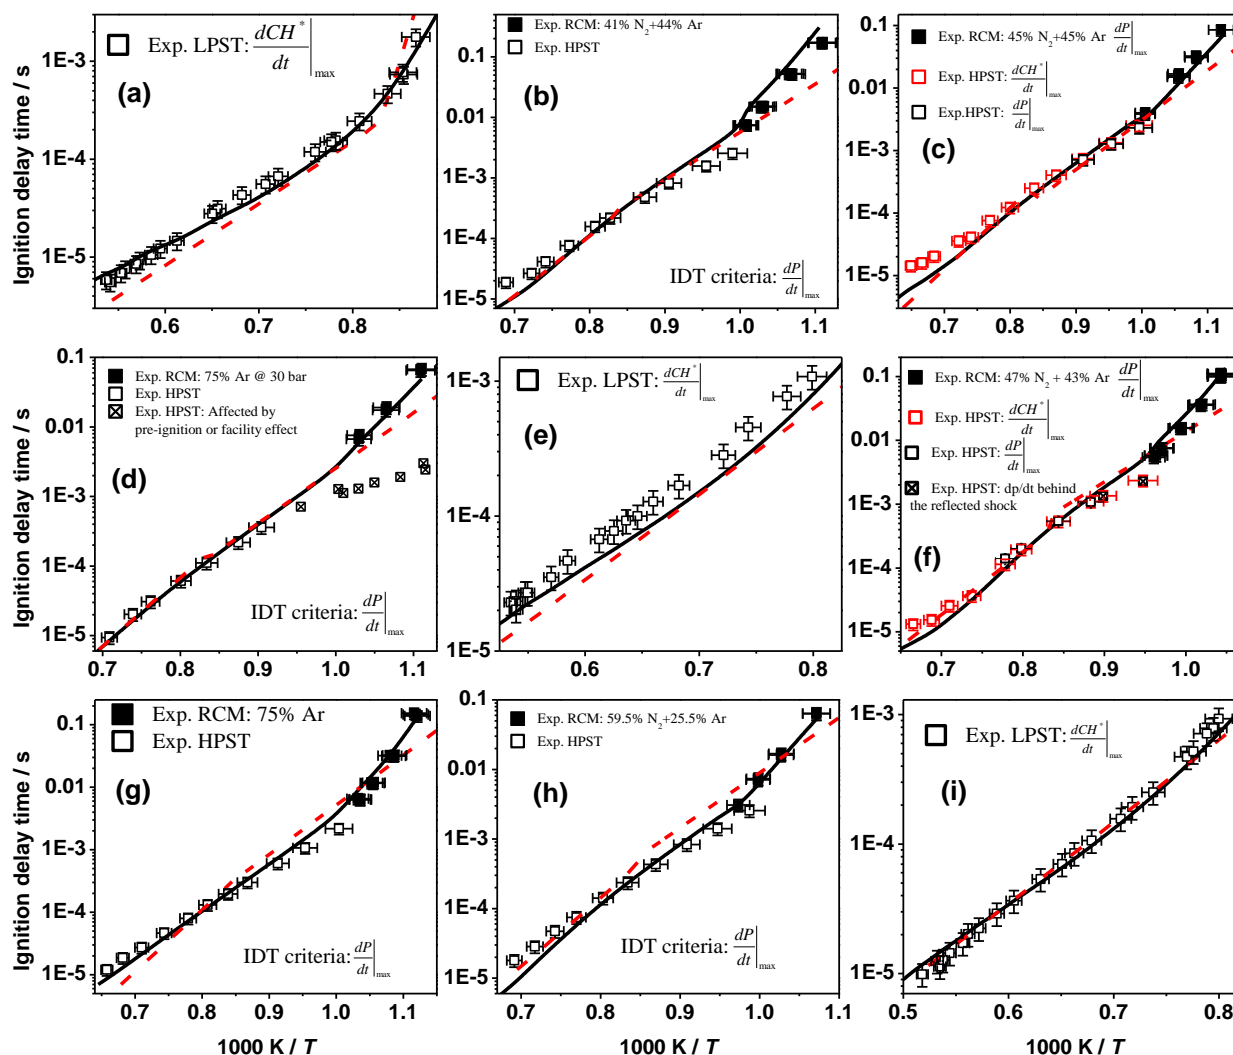 Exp. LPST: dCH*/dt|max
(a)
1E-3
1E-4
1E-5
0.6 0.7 0.8
Ignition delay time / s
Exp. RCM: 41% N2+44% Ar
Exp. HPST
(b)
0.1
0.01
1E-3
1E-4
1E-5
0.7 0.8 0.9 1.0 1.1
IDT criteria: dP/dt|max
Exp. RCM: 45% N2+45% Ar dP/dt|max
Exp. HPST: dCH*/dt|max
Exp.HPST: dP/dt|max
(c)
0.1
0.01
1E-3
1E-4
1E-5
0.7 0.8 0.9 1.0 1.1
Exp. RCM: 75% Ar @ 30 bar
Exp. HPST
Exp. HPST: Affected by
pre-ignition or facility effect
(d)
0.1
0.01
1E-3
1E-4
1E-5
0.7 0.8 0.9 1.0 1.1
IDT criteria: dP/dt|max
Ignition delay time / s
Exp. LPST: dCH*/dt|max
(e)
1E-3
1E-4
1E-5
0.6 0.7 0.8
Exp. RCM: 47% N2 + 43% Ar dP/dt|max
Exp. HPST: dCH*/dt|max
Exp. HPST: dP/dt|max
Exp. HPST: dp/dt behind
the reflected shock
(f)
0.1
0.01
1E-3
1E-4
1E-5
0.7 0.8 0.9 1.0
Exp. RCM: 75% Ar
Exp. HPST
(g)
0.1
0.01
1E-3
1E-4
1E-5
0.7 0.8 0.9 1.0 1.1
IDT criteria: dP/dt|max
Ignition delay time / s
1000 K / T
Exp. RCM: 59.5% N2+25.5% Ar
Exp. HPST
(h)
0.1
0.01
1E-3
1E-4
1E-5
0.7 0.8 0.9 1.0 1.1
IDT criteria: dP/dt|max
1000 K / T
Exp. LPST: dCH*/dt|max
(i)
1E-3
1E-4
1E-5
0.5 0.6 0.7 0.8
1000 K / T